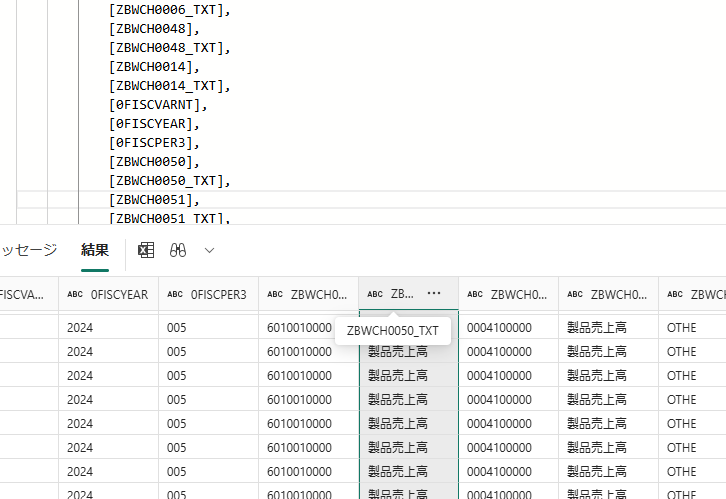 [ZBWCH0006_TXT],
[ZBWCH0048],
[ZBWCH0048_TXT],
[ZBWCH0014],
[ZBWCH0014_TXT],
[0FISCVARNT],
[0FISCYEAR],
[0FISCPER3],
[ZBWCH0050],
[ZBWCH0050_TXT],
[ZBWCH0051],
[ZBWCH0051_TXT],
ッセージ 結果
FISCVA... ABC 0FISCYEAR ABC 0FISCPER3 ABC ZBWCH0... ABC ZB... ... ABC ZBWCH0... ABC ZBWCH0... ABC ZBWCH
ZBWCH0050_TXT
2024 005 6010010000 0004100000 製品売上高 OTHE
2024 005 6010010000 製品売上高 0004100000 製品売上高 OTHE
2024 005 6010010000 製品売上高 0004100000 製品売上高 OTHE
2024 005 6010010000 製品売上高 0004100000 製品売上高 OTHE
2024 005 6010010000 製品売上高 0004100000 製品売上高 OTHE
2024 005 6010010000 製品売上高 0004100000 製品売上高 OTHE
2024 005 6010010000 製品売上高 0004100000 製品売上高 OTHE
2024 005 6010010000 製品売上高 0004100000 製品売上高 OTHE